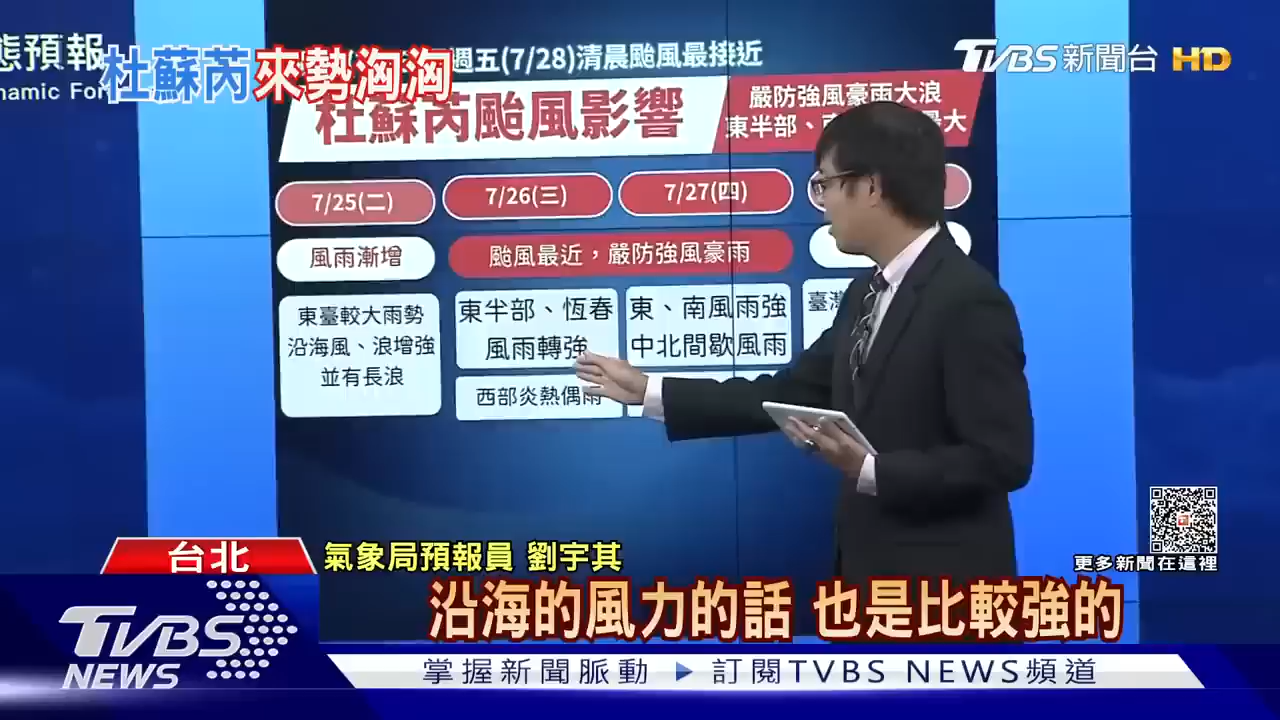 態預報
杜蘇芮 來勢洶洶
週五(7/28)清晨颱風最接近
TVBS 新聞台 HD
杜蘇芮颱風影響
嚴防強風豪雨大浪
東半部、
7/25(二)
7/26(三)
7/27(四)
風雨漸增
颱風最近,嚴防強風豪雨
東臺較大雨勢
沿海風、浪增強
並有長浪
東半部、恆春
風雨轉強
西部炎熱偶雨
東、南風雨強
中北間歇風雨
更多新聞在這裡
台北
氣象局預報員 劉宇其
沿海的風力的話 也是比較強的
TVBS
NEWS
掌握新聞脈動 ▶ 訂閱TVBS NEWS頻道